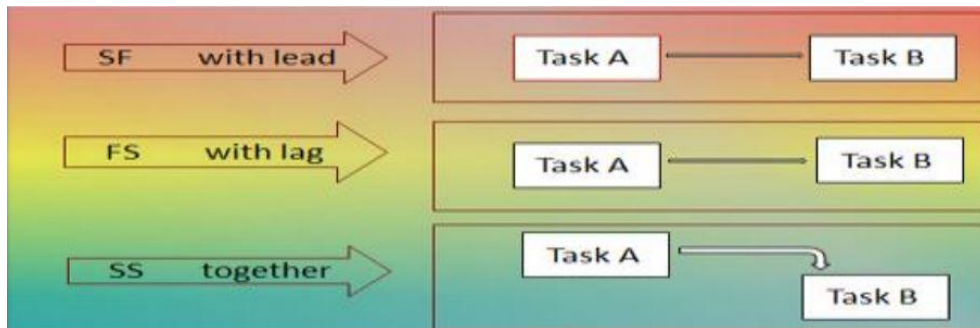 SF with lead
Task A
Task B
FS with lag
Task A
Task B
SS together
Task A
Task B